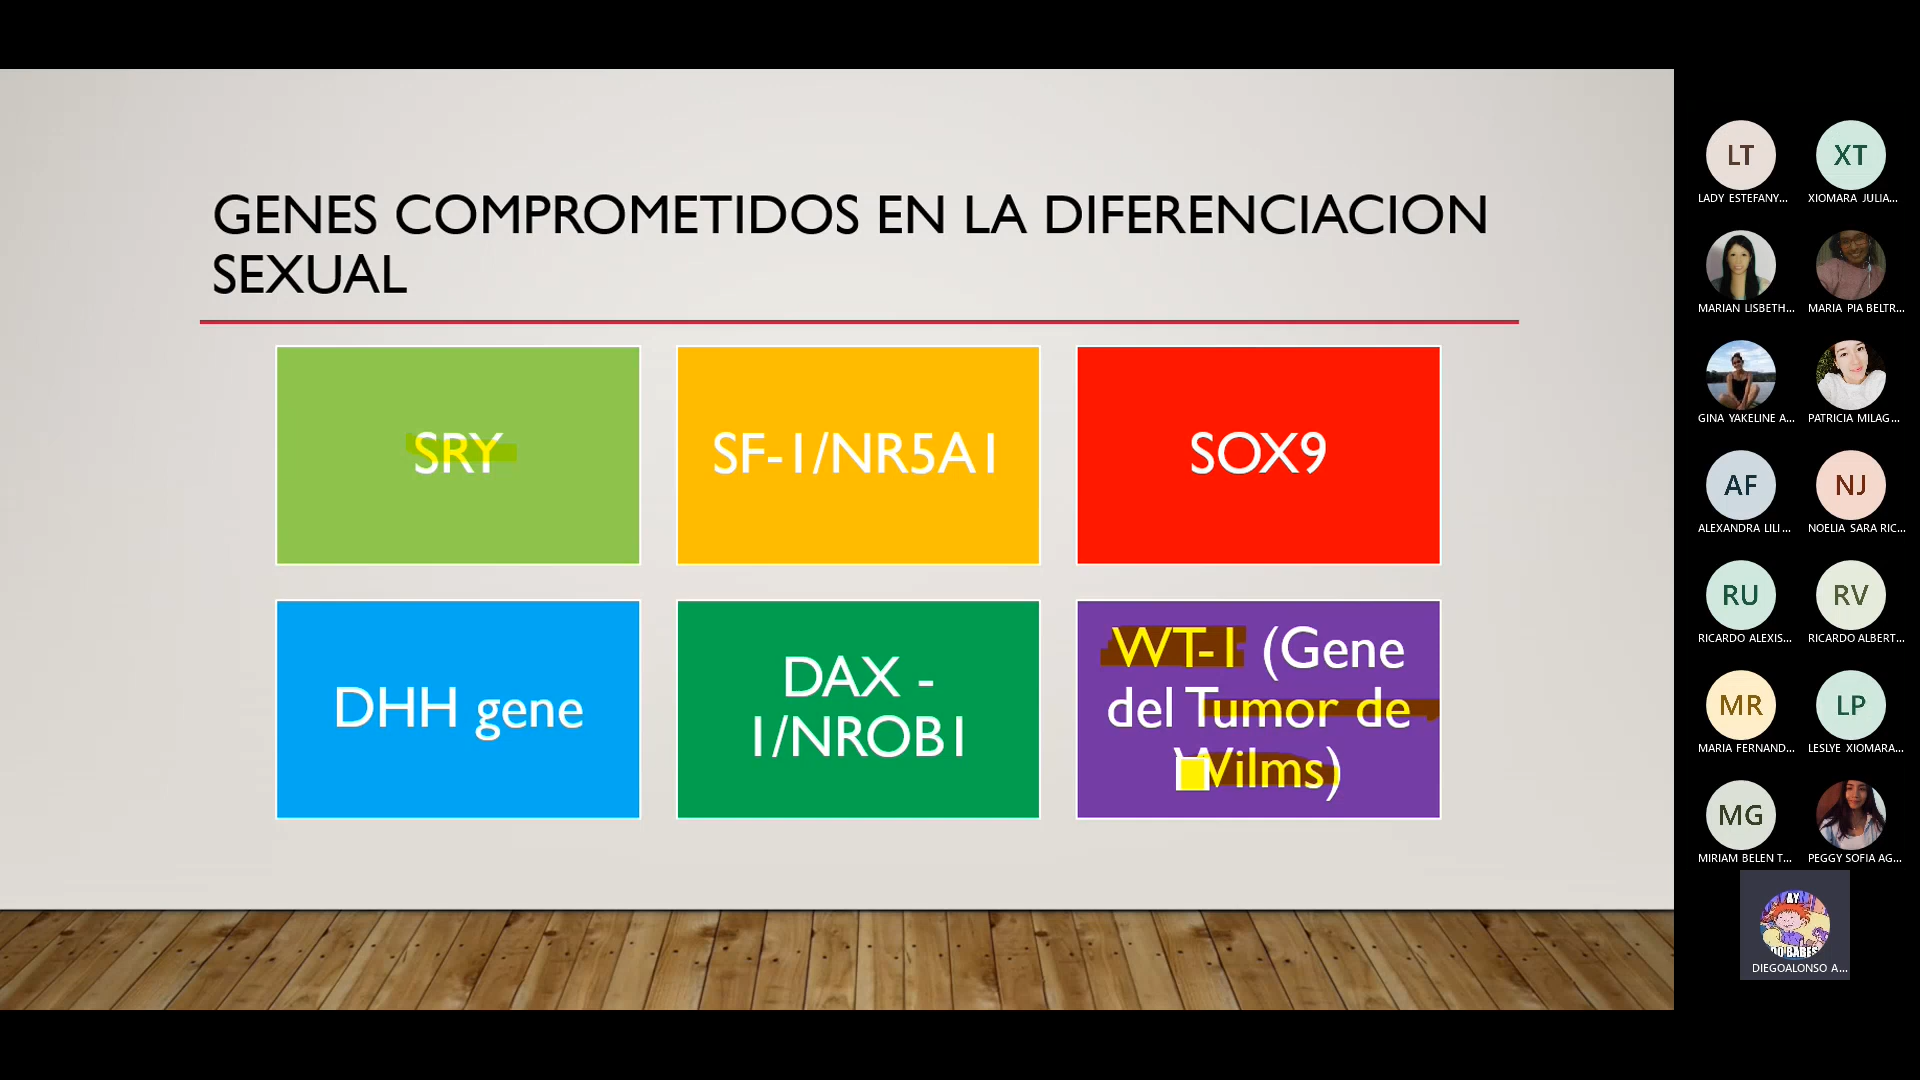 GENES COMPROMETIDOS EN LA DIFERENCIACION
SEXUAL
SRY
SF-1/NR5A1
SOX9
DHH gene
DAX -
1/NROB1
WT-1 (Gene
del Tumor de
Wilms)
LT
XT
LADY ESTEFANY...
XIOMARA JULIA...
MARIAN LISBETH...
MARIA PIA BELTR...
GINA YAKELINE A...
PATRICIA MILAG...
AF
NJ
ALEXANDRA LILI...
NOELIA SARA RIC...
RU
RV
RICARDO ALEXIS...
RICARDO ALBERT...
MR
LP
MARIA FERNAND...
LESLYE XIOMARA...
MG
MIRIAM BELEN T...
PEGGY SOFIA AG...
AY
DIEGOALONSO A...